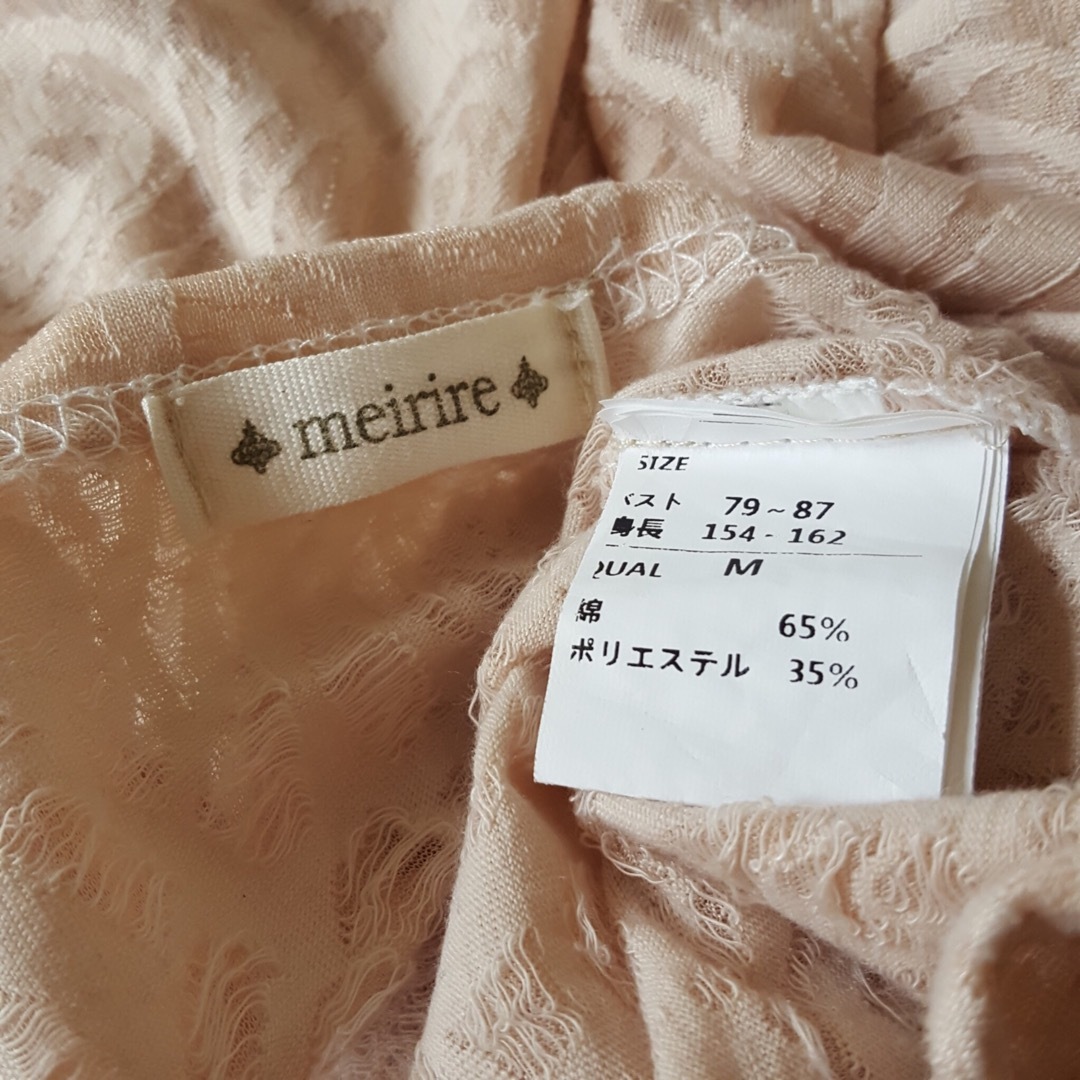 meirire
SIZE
バスト 79~87
身長 154-162
QUAL M
綿 65%
ポリエステル 35%